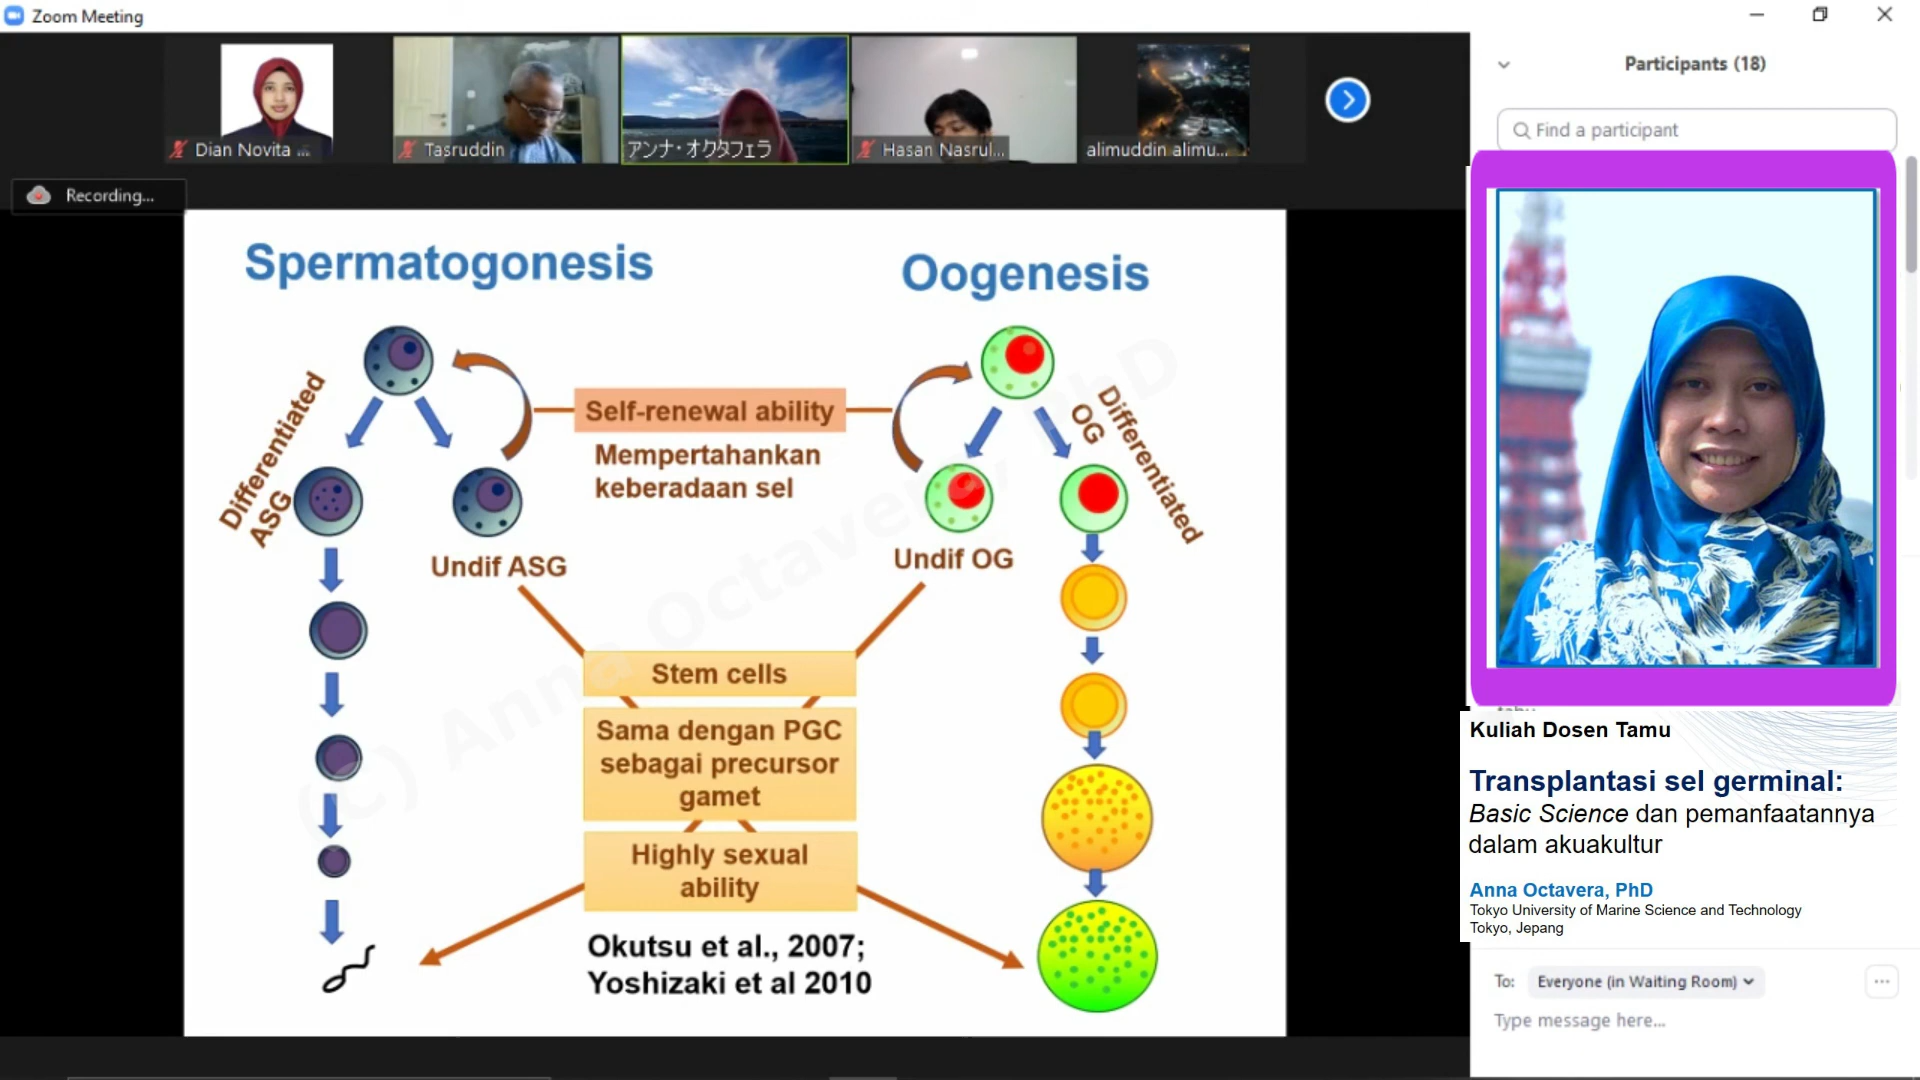 Zoom Meeting
Dian Novita ...
Tasruddin
アンナ・オクタフェラ
Hasan Nasrul...
alimuddin alimu...
Recording...
Spermatogonesis
Oogenesis
Differentiated
ASG
Self-renewal ability
Mempertahankan
keberadaan sel
Differentiated
OG
Undif ASG
Undif OG
Stem cells
Sama dengan PGC
sebagai precursor
gamet
Highly sexual
ability
Okutsu et al., 2007;
Yoshizaki et al 2010
(C) Anna Octavera, PhD
Participants (18)
Find a participant
Kuliah Dosen Tamu
Transplantasi sel germinal:
Basic Science dan pemanfaatannya
dalam akuakultur
Anna Octavera, PhD
Tokyo University of Marine Science and Technology
Tokyo, Jepang
To: Everyone (in Waiting Room)
Type message here...